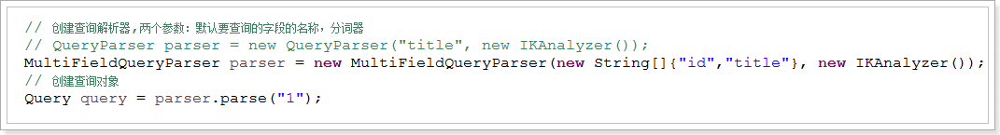 // 创建查询解析器,两个参数：默认要查询的字段的名称，分词器
// QueryParser parser = new QueryParser("title", new IKAnalyzer());
MultiFieldQueryParser parser = new MultiFieldQueryParser(new String[]{"id","title"}, new IKAnalyzer());
// 创建查询对象
Query query = parser.parse("1");